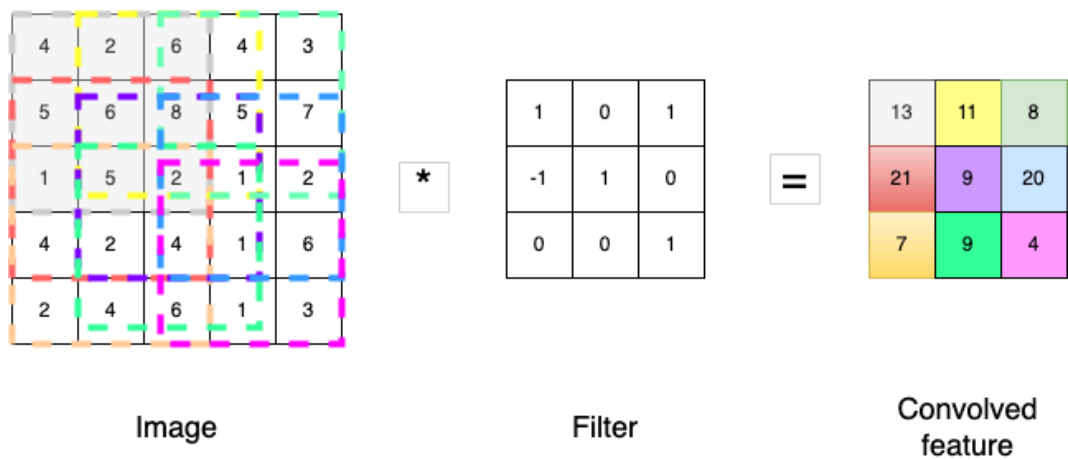 4 2 6 4 3
5 6 8 5 7
1 5 2 1 2
4 2 4 1 6
2 4 6 1 3
*
1 0 1
-1 1 0
0 0 1
=
13 11 8
21 9 20
7 9 4
Image
Filter
Convolved
feature